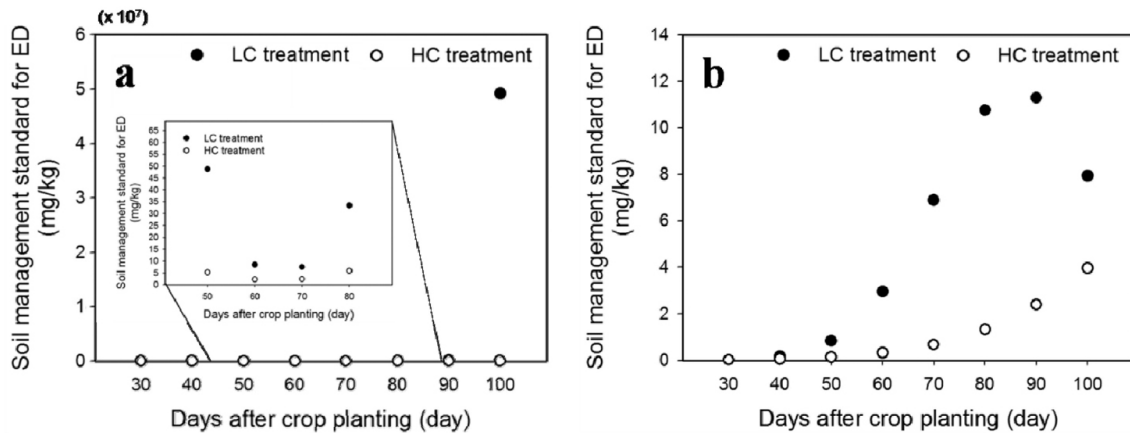 (x 10⁷)
Soil management standard for ED
(mg/kg)
6
5
4
3
2
1
0
a
LC treatment
HC treatment
Soil management standard for ED
(mg/kg)
65
60
55
50
45
40
35
30
25
20
15
10
5
0
LC treatment
HC treatment
50 60 70 80
Days after crop planting (day)
30 40 50 60 70 80 90 100
Days after crop planting (day)
Soil management standard for ED
(mg/kg)
14
12
10
8
6
4
2
0
b
LC treatment
HC treatment
30 40 50 60 70 80 90 100
Days after crop planting (day)